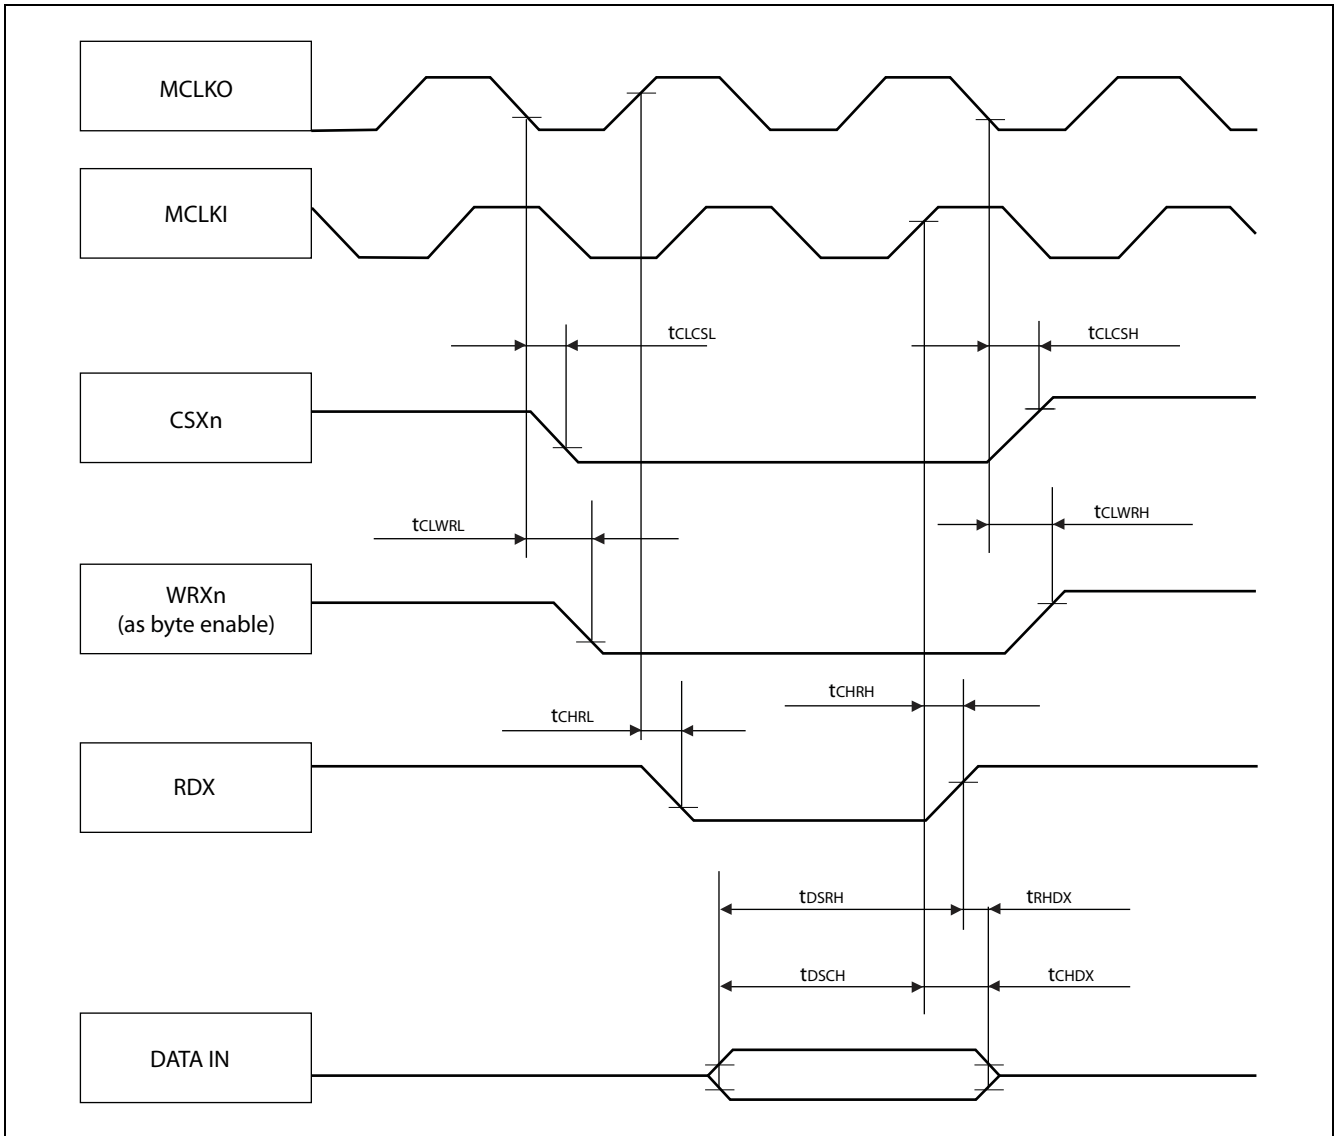 MCLKO
MCLKI
tCLCSL
tCLCSH
CSXn
tCLWRL
tCLWRH
WRXn
(as byte enable)
tCHRH
tCHRL
RDX
tDSRH
tRHDX
tDSCH
tCHDX
DATA IN